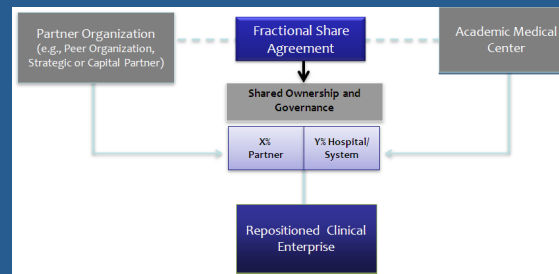 Partner Organization
(e.g., Peer Organization,
Strategic or Capital Partner)
Fractional Share
Agreement
Academic Medical
Center
Shared Ownership and
Governance
X%
Partner
Y% Hospital/
System
Repositioned Clinical
Enterprise